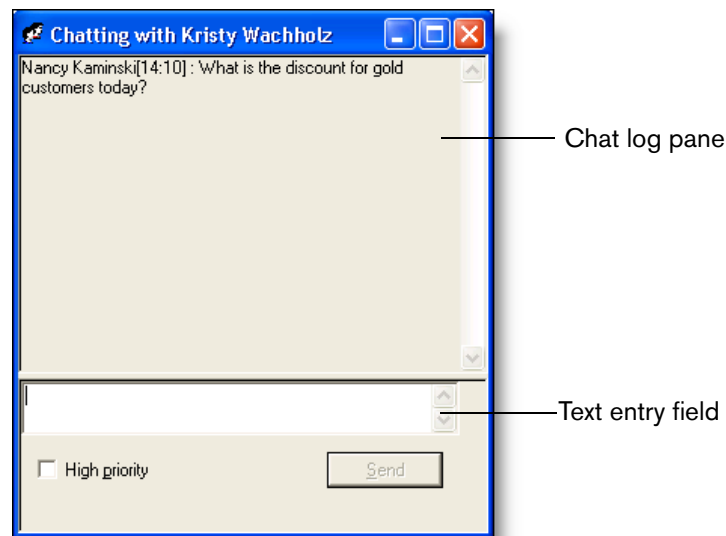 Chatting with Kristy Wachholz
Nancy Kaminski[14:10] : What is the discount for gold
customers today?
Chat log pane
Text entry field
High priority
Send